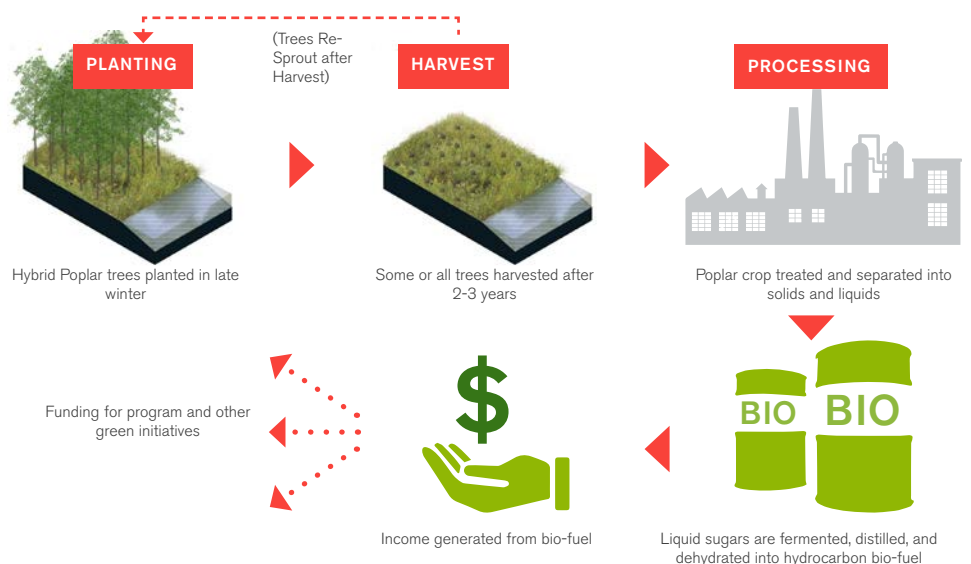 PLANTING
(Trees Re-
Sprout after
Harvest)
HARVEST
PROCESSING
Hybrid Poplar trees planted in late
winter
Some or all trees harvested after
2-3 years
Poplar crop treated and separated into
solids and liquids
Funding for program and other
green initiatives
$
BIO
BIO
Income generated from bio-fuel
Liquid sugars are fermented, distilled, and
dehydrated into hydrocarbon bio-fuel